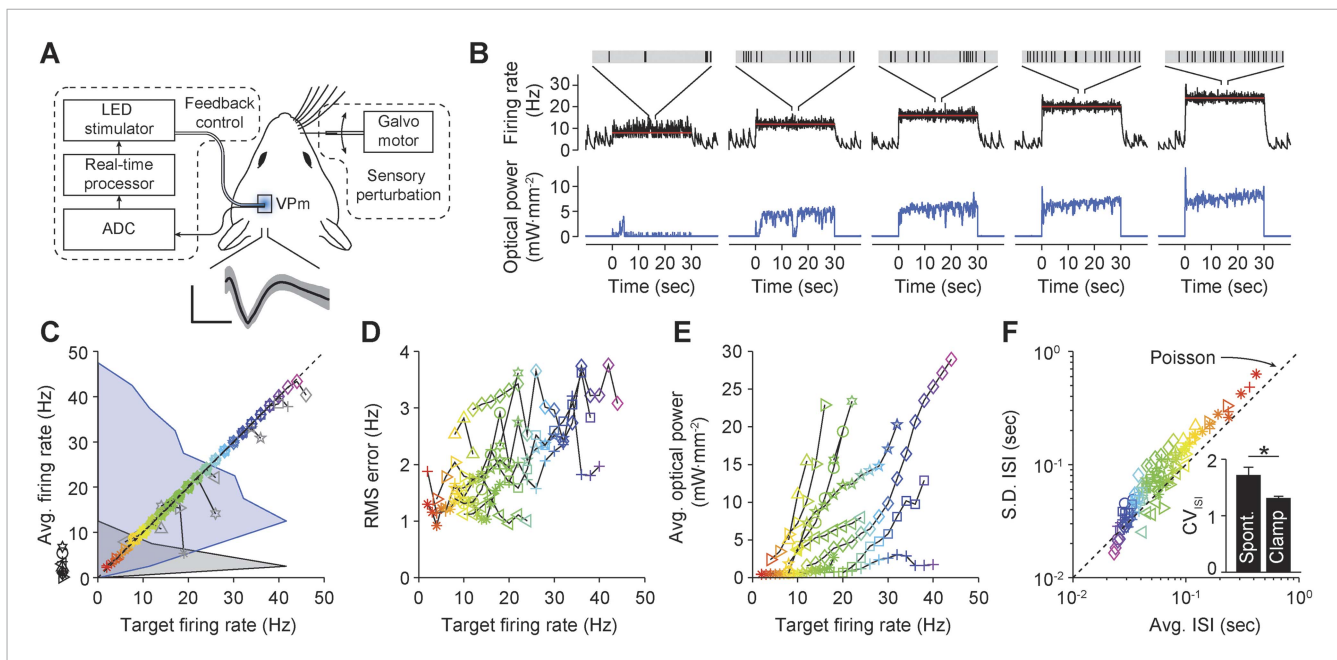 A
LED
stimulator
Feedback
control
Real-time
processor
ADC
Galvo
motor
Sensory
perturbation
VPm
B
Firing rate
(Hz)
30
20
10
0
Optical power
(mW·mm-2)
10
5
0
0 10 20 30
Time (sec)
0 10 20 30
Time (sec)
0 10 20 30
Time (sec)
0 10 20 30
Time (sec)
0 10 20 30
Time (sec)
C
Avg. firing rate (Hz)
50
40
30
20
10
0
0 10 20 30 40 50
Target firing rate (Hz)
D
RMS error (Hz)
4
3
2
1
0
0 10 20 30 40 50
Target firing rate (Hz)
E
Avg. optical power
(mW·mm-2)
30
25
20
15
10
5
0
0 10 20 30 40 50
Target firing rate (Hz)
F
S.D. ISI (sec)
10^0
10^-1
10^-2
Poisson
CV_ISI
2
1
0
*
Spont.
Clamp
10^-2 10^-1 10^0
Avg. ISI (sec)